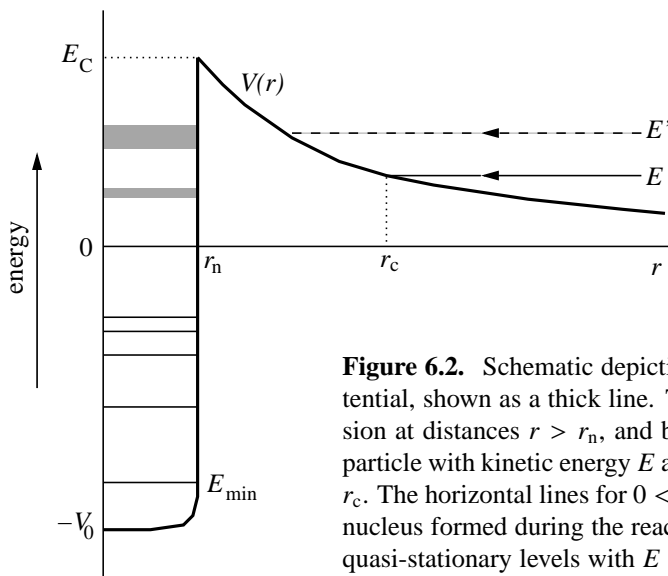 E_C
V(r)
E'
E
energy
0
r_n
r_c
r
E_min
−V_0
Figure 6.2. Schematic depicti
tential, shown as a thick line. T
sion at distances r > r_n, and b
particle with kinetic energy E a
r_c. The horizontal lines for 0 <
nucleus formed during the reac
quasi-stationary levels with E